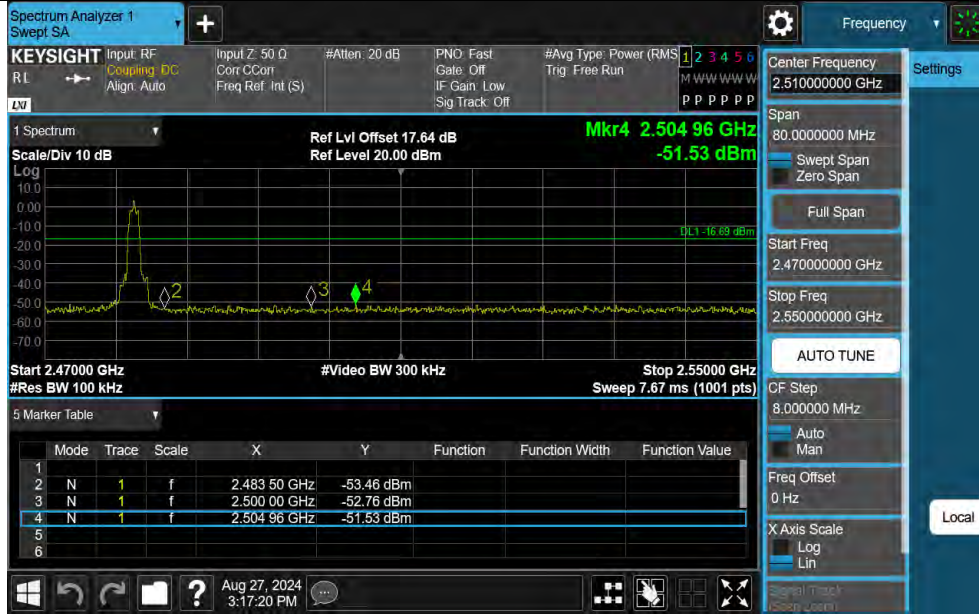 Spectrum Analyzer 1
Swept SA
Frequency
KEYSIGHT Input: RF
Coupling: DC
Align: Auto
RL
LXI
Input Z: 50 Ω
Corr CCorr
Freq Ref: Int (S)
#Atten: 20 dB
PNO: Fast
Gate: Off
IF Gain: Low
Sig Track: Off
#Avg Type: Power (RMS
Trig: Free Run
1 2 3 4 5 6
M W W W W W
P P P P P P
Center Frequency
2.510000000 GHz
Settings
Span
80.0000000 MHz
Swept Span
Zero Span
Full Span
Start Freq
2.470000000 GHz
Stop Freq
2.550000000 GHz
AUTO TUNE
CF Step
8.000000 MHz
Auto
Man
Freq Offset
0 Hz
X Axis Scale
Log
Lin
Signal Track
(Span Zoom)
Local
1 Spectrum
Scale/Div 10 dB
Ref Lvl Offset 17.64 dB
Ref Level 20.00 dBm
Mkr4 2.504 96 GHz
-51.53 dBm
Log
10.0
0.00
-10.0
-20.0
-30.0
-40.0
-50.0
-60.0
-70.0
DL1 -16.69 dBm
2
3
4
Start 2.47000 GHz
#Res BW 100 kHz
#Video BW 300 kHz
Stop 2.55000 GHz
Sweep 7.67 ms (1001 pts)
5 Marker Table
Mode Trace Scale X Y Function Function Width Function Value
1
2 N 1 f 2.483 50 GHz -53.46 dBm
3 N 1 f 2.500 00 GHz -52.76 dBm
4 N 1 f 2.504 96 GHz -51.53 dBm
5
6
?
Aug 27, 2024
3:17:20 PM